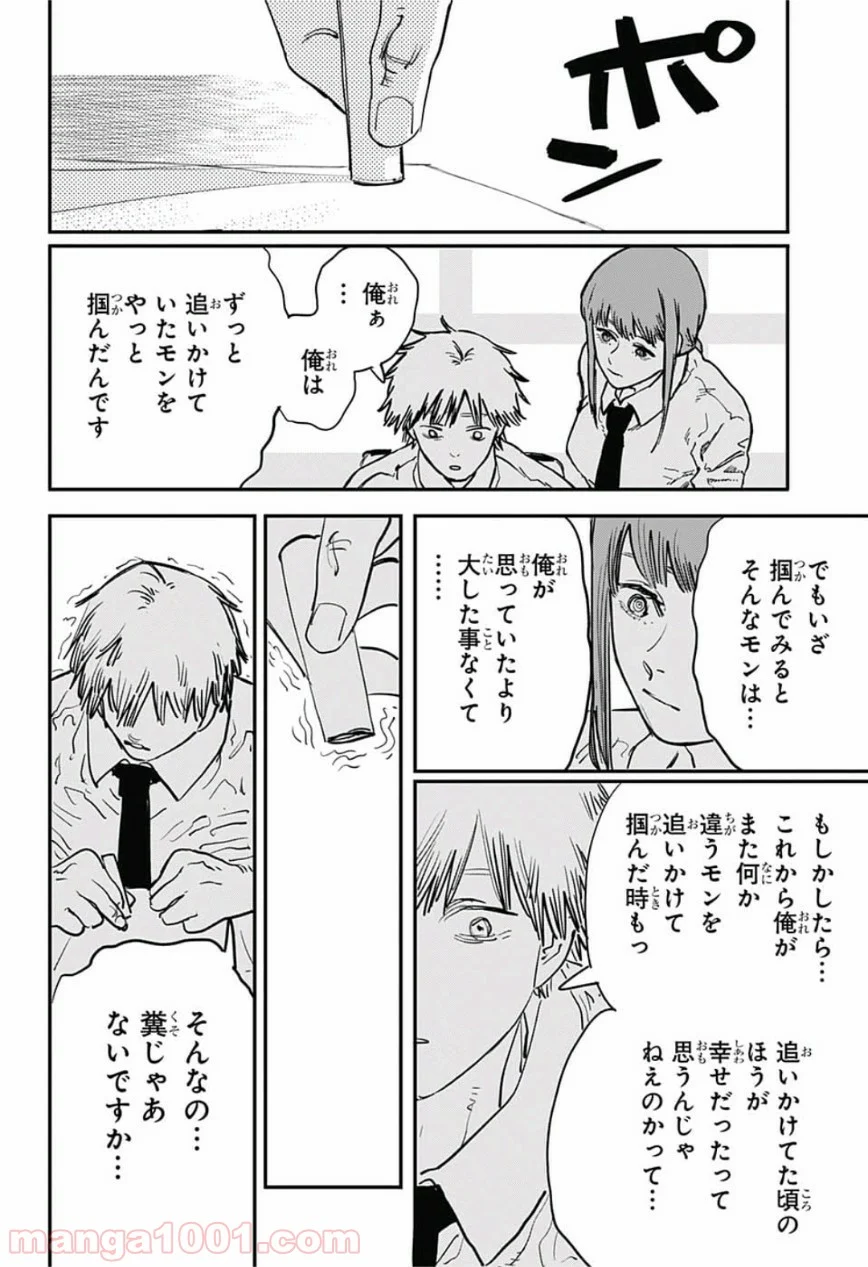 ポン
俺ぁ
…
俺は
ずっと
追いかけて
いたモンを
やっと
掴んだんです
でもいざ
掴んでみると
そんなモンは…
俺が
思っていたより
大した事なくて
……
もしかしたら…
これから俺が
また何か
違うモンを
追いかけて
掴んだ時もっ
追いかけてた頃の
ほうが
幸せだったって
思うんじゃ
ねえのかって…
そんなの…
糞じゃあ
ないですか…
manga1001.com